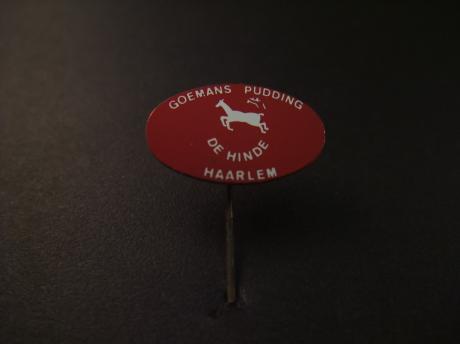 GOEMANS PUDDING
DE HINDE
HAARLEM